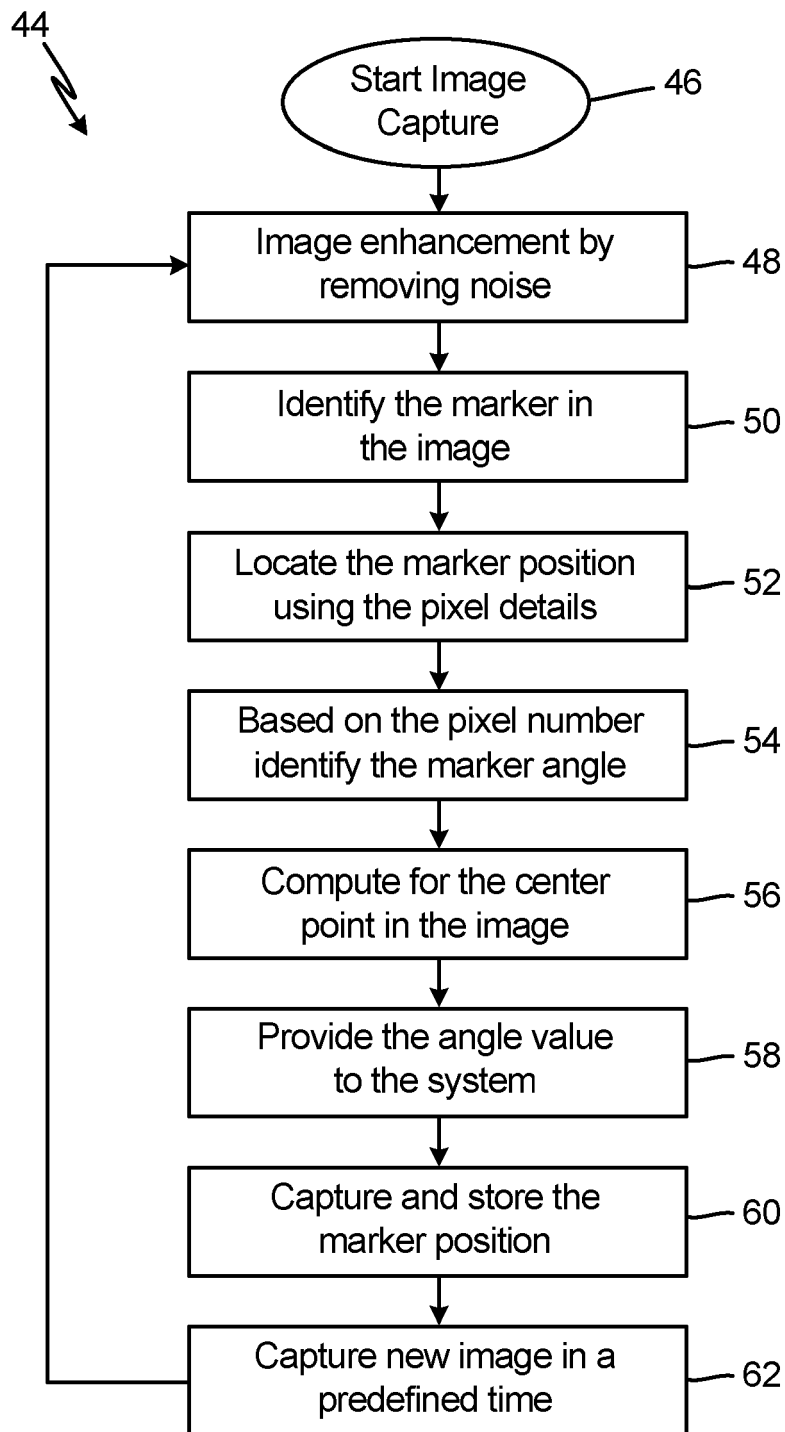 44
Start Image
Capture
46
Image enhancement by
removing noise
48
Identify the marker in
the image
50
Locate the marker position
using the pixel details
52
Based on the pixel number
identify the marker angle
54
Compute for the center
point in the image
56
Provide the angle value
to the system
58
Capture and store the
marker position
60
Capture new image in a
predefined time
62